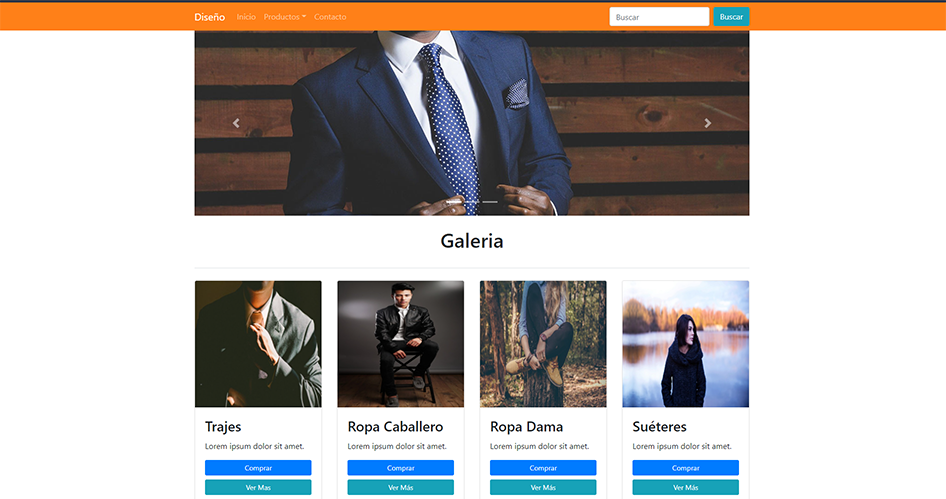 Diseño Inicio Productos Contacto Buscar Buscar
Galeria
Trajes Ropa Caballero Ropa Dama Suéteres
Lorem ipsum dolor sit amet. Lorem ipsum dolor sit amet. Lorem ipsum dolor sit amet. Lorem ipsum dolor sit amet.
Comprar Comprar Comprar Comprar
Ver Mas Ver Más Ver Más Ver Más